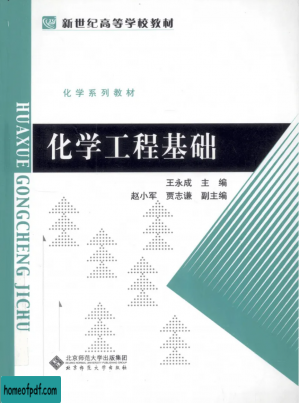 新世纪高等学校教材
化学系列教材
HUAXUE GONGCHENG JICHU
化学工程基础
王永成 主 编
赵小军 贾志谦 副主编
北京师范大学出版集团
北京师范大学出版社
homeofpdf.com